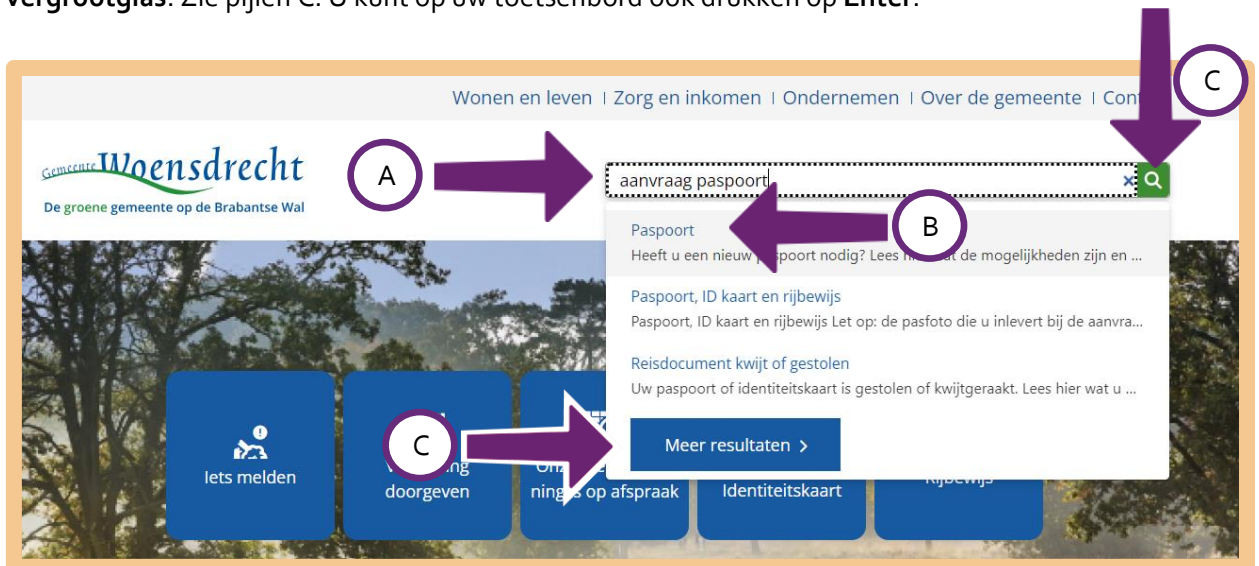 vergrootglas. Zie pijlen C. U kunt op uw toetsenbord ook drukken op Enter.
C
Wonen en leven | Zorg en inkomen | Ondernemen | Over de gemeente |
Gemeente Woensdrecht
De groene gemeente op de Brabantse Wal
A
aanvraag paspoort
B
Paspoort
Heeft u een nieuw paspoort nodig? Lees de mogelijkheden zijn en ...
Paspoort, ID kaart en rijbewijs
Paspoort, ID kaart en rijbewijs Let op: de pasfoto die u inlevert bij de aanvra...
Reisdocument kwijt of gestolen
Uw paspoort of identiteitskaart is gestolen of kwijtgeraakt. Lees hier wat u ...
Meer resultaten >
C
Iets melden
doorgeven
op afspraak
Identiteitskaart
Rijbewijs